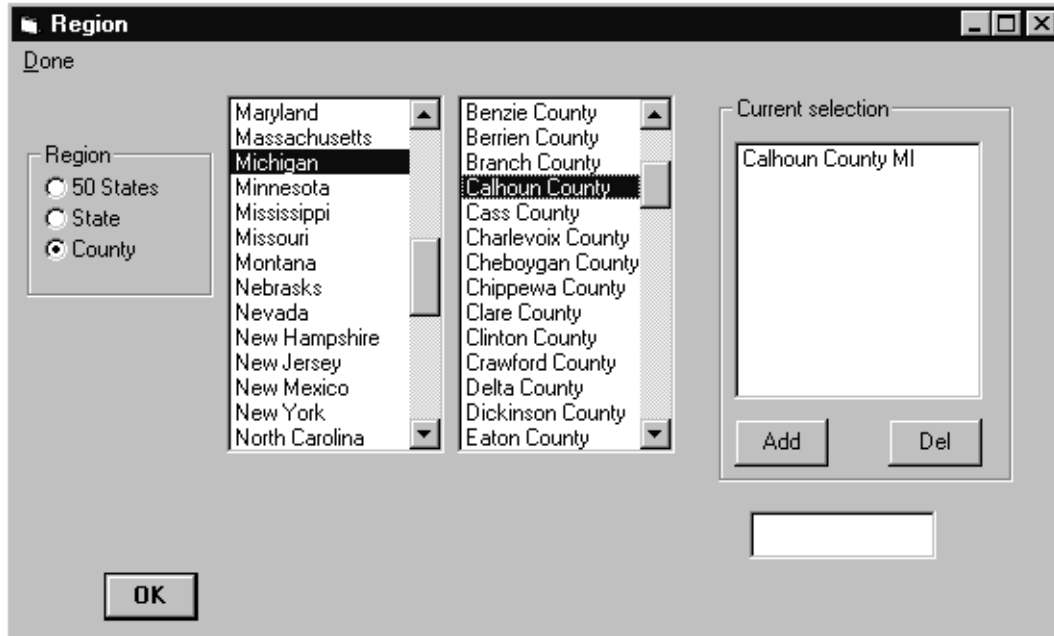 Region
Done
Region
50 States
State
County
Maryland
Massachusetts
Michigan
Minnesota
Mississippi
Missouri
Montana
Nebrasks
Nevada
New Hampshire
New Jersey
New Mexico
New York
North Carolina
Benzie County
Berrien County
Branch County
Calhoun County
Cass County
Charlevoix County
Cheboygan County
Chippewa County
Clare County
Clinton County
Crawford County
Delta County
Dickinson County
Eaton County
Current selection
Calhoun County MI
Add Del
OK